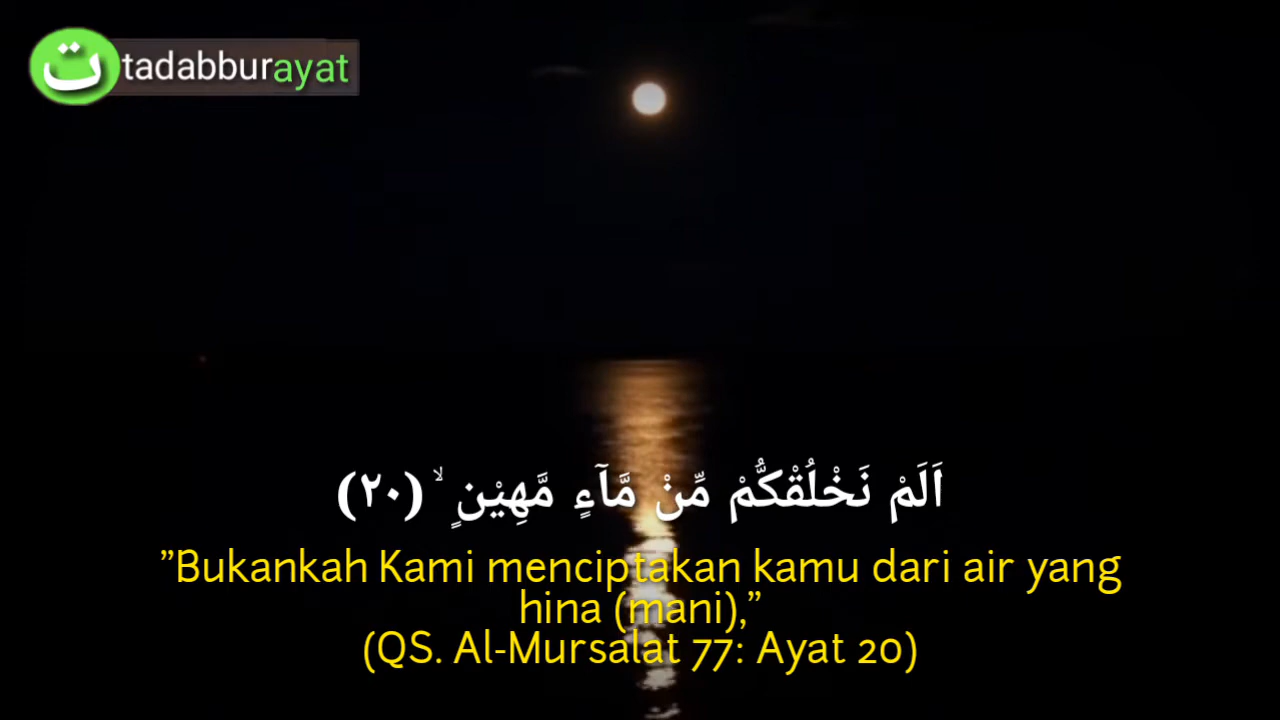 ت tadabburayat
اَلَمْ نَخْلُقْكُّمْ مِّنْ مَّآءٍ مَّهِيْنٍ ۙ (٢٠)
”Bukankah Kami menciptakan kamu dari air yang
hina (mani),”
(QS. Al-Mursalat 77: Ayat 20)